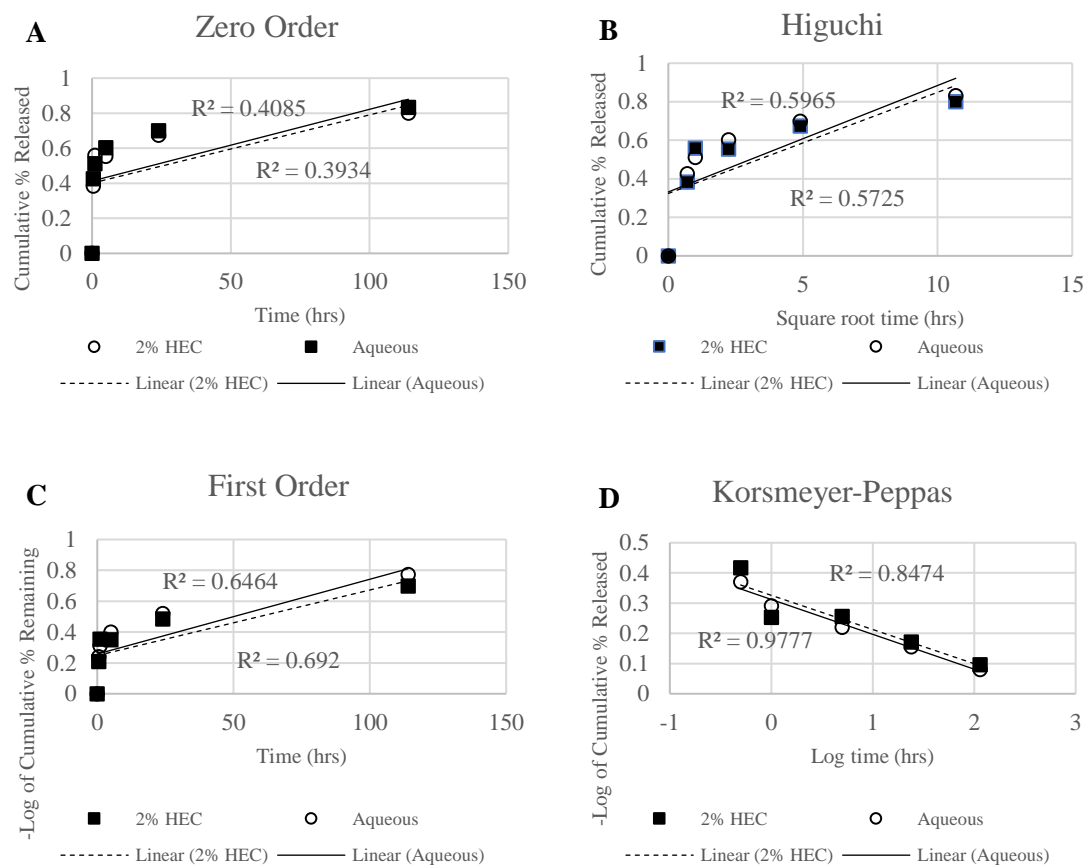 A
Zero Order
Cumulative % Released
1
0.8
0.6
0.4
0.2
0
R² = 0.4085
R² = 0.3934
0 50 100 150
Time (hrs)
2% HEC Aqueous
Linear (2% HEC) Linear (Aqueous)
B
Higuchi
Cumulative % Released
1
0.8
0.6
0.4
0.2
0
R² = 0.5965
R² = 0.5725
0 5 10 15
Square root time (hrs)
2% HEC Aqueous
Linear (2% HEC) Linear (Aqueous)
C
First Order
-Log of Cumulative % Remaining
1
0.8
0.6
0.4
0.2
0
R² = 0.6464
R² = 0.692
0 50 100 150
Time (hrs)
2% HEC Aqueous
Linear (2% HEC) Linear (Aqueous)
D
Korsmeyer-Peppas
-Log of Cumulative % Released
0.5
0.4
0.3
0.2
0.1
0
R² = 0.8474
R² = 0.9777
-1 0 1 2 3
Log time (hrs)
2% HEC Aqueous
Linear (2% HEC) Linear (Aqueous)